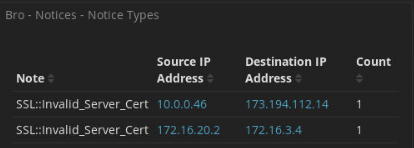 Bro - Notices - Notice Types
Note Source IP Address Destination IP Address Count
SSL::Invalid_Server_Cert 10.0.0.46 173.194.112.14 1
SSL::Invalid_Server_Cert 172.16.20.2 172.16.3.4 1